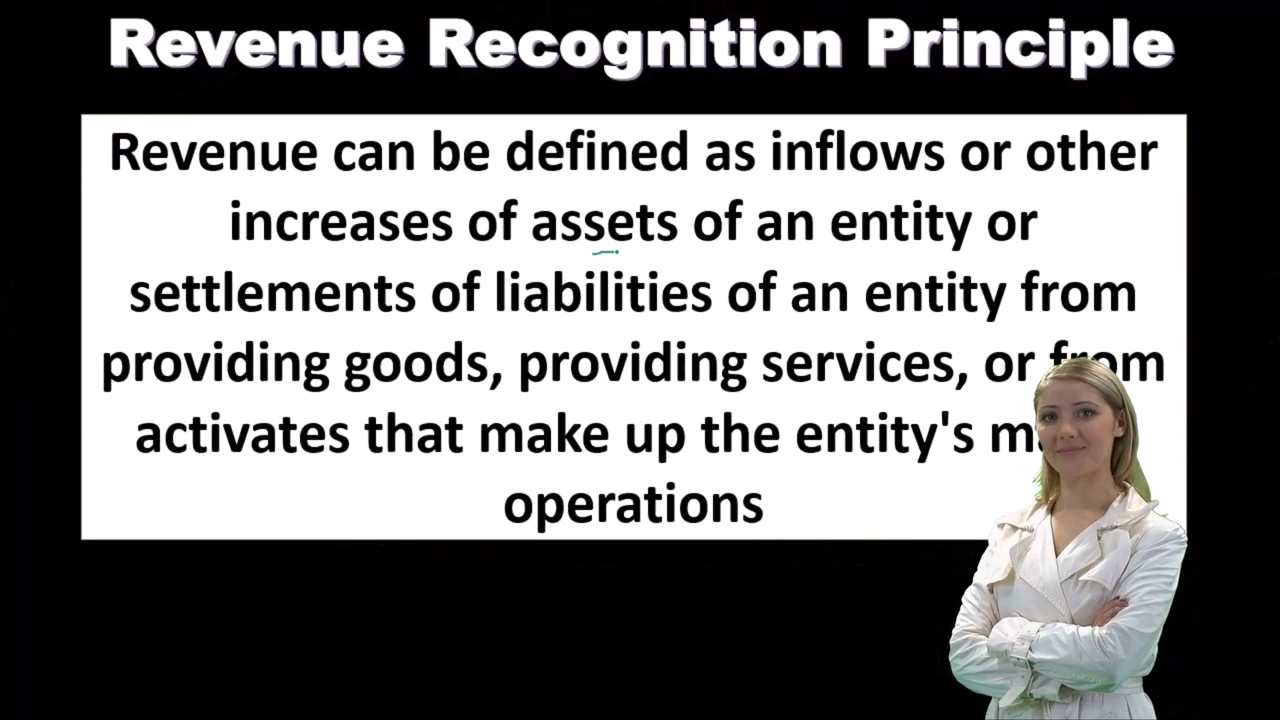 Revenue Recognition Principle
Revenue can be defined as inflows or other
increases of assets of an entity or
settlements of liabilities of an entity from
providing goods, providing services, or from
activates that make up the entity's
operations